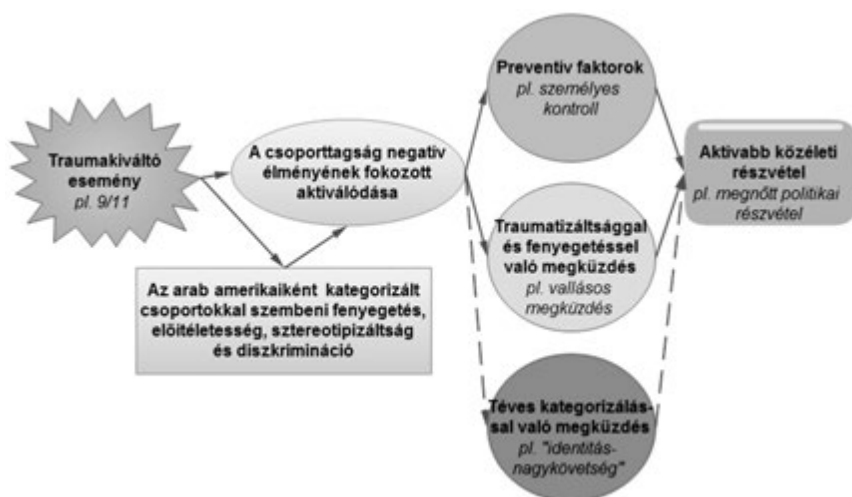 Traumakiváltó
esemény
pl. 9/11
A csoporttagság negatív
élményének fokozott
aktiválódása
Az arab amerikaiként kategorizált
csoportokkal szembeni fenyegetés,
előítéletesség, sztereotipizáltság
és diszkrimináció
Preventív faktorok
pl. személyes
kontroll
Traumatizáltsággal
és fenyegetéssel
való megküzdés
pl. vallásos
megküzdés
Téves kategorizálás-
sal való megküzdés
pl. "identitás-
nagykövetség"
Aktivabb közéleti
részvétel
pl. megnőtt politikai
részvétel